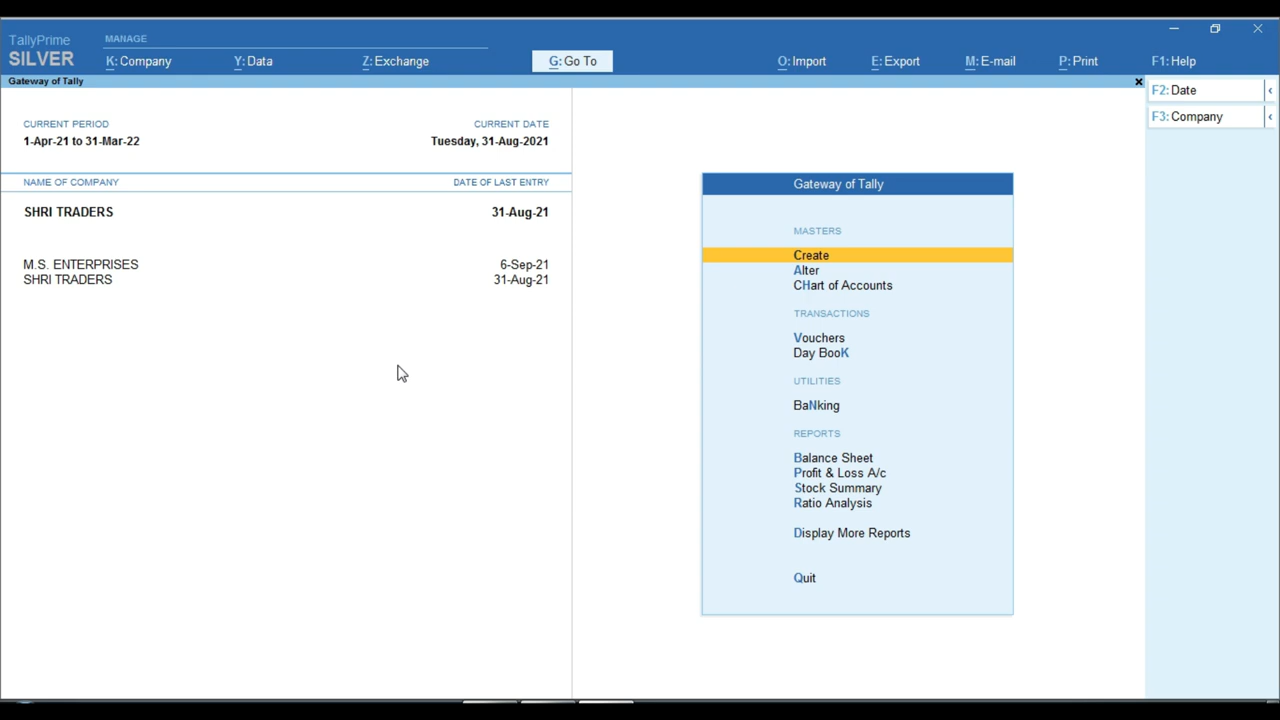 TallyPrime
SILVER
MANAGE
K: Company
Y: Data
Z: Exchange
G: Go To
O: Import
E: Export
M: E-mail
P: Print
F1: Help
Gateway of Tally
F2: Date
F3: Company
CURRENT PERIOD
CURRENT DATE
1-Apr-21 to 31-Mar-22
Tuesday, 31-Aug-2021
NAME OF COMPANY
DATE OF LAST ENTRY
SHRI TRADERS
31-Aug-21
M.S. ENTERPRISES
6-Sep-21
SHRI TRADERS
31-Aug-21
Gateway of Tally
MASTERS
Create
Alter
CHart of Accounts
TRANSACTIONS
Vouchers
Day BooK
UTILITIES
BaNking
REPORTS
Balance Sheet
Profit & Loss A/c
Stock Summary
Ratio Analysis
Display More Reports
Quit